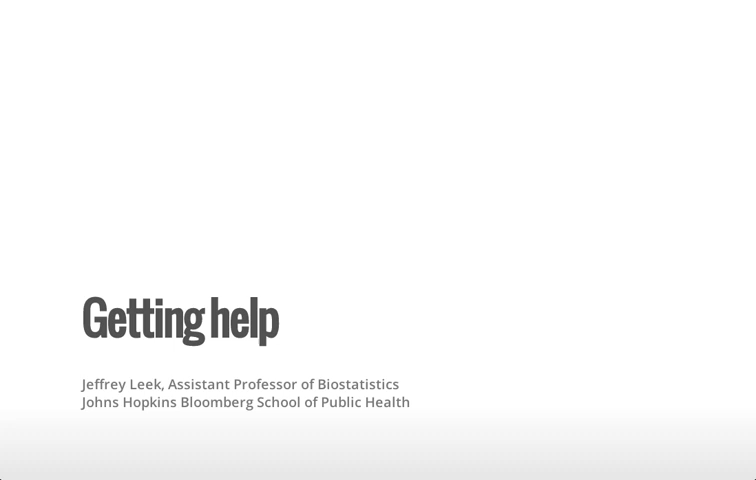 Getting help
Jeffrey Leek, Assistant Professor of Biostatistics
Johns Hopkins Bloomberg School of Public Health